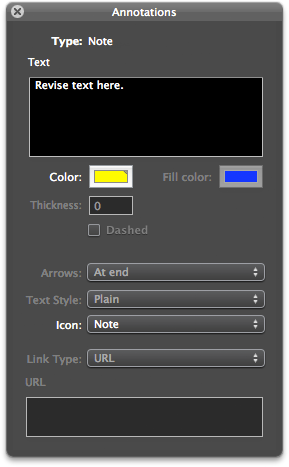 Annotations
Type: Note
Text
Revise text here.
Color: Fill color:
Thickness: 0
Dashed
Arrows: At end
Text Style: Plain
Icon: Note
Link Type: URL
URL